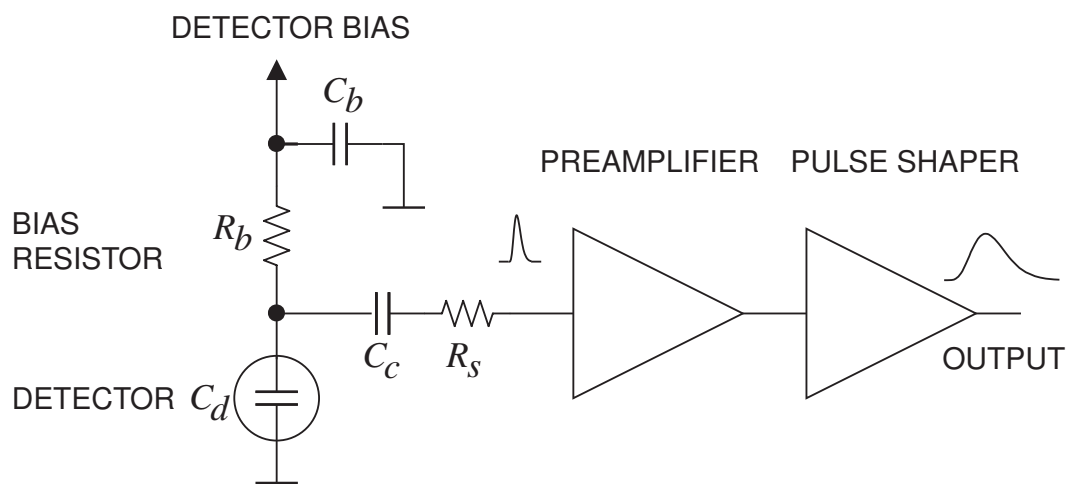 DETECTOR BIAS
C_b
PREAMPLIFIER
PULSE SHAPER
BIAS
RESISTOR
R_b
C_c
R_s
OUTPUT
DETECTOR
C_d